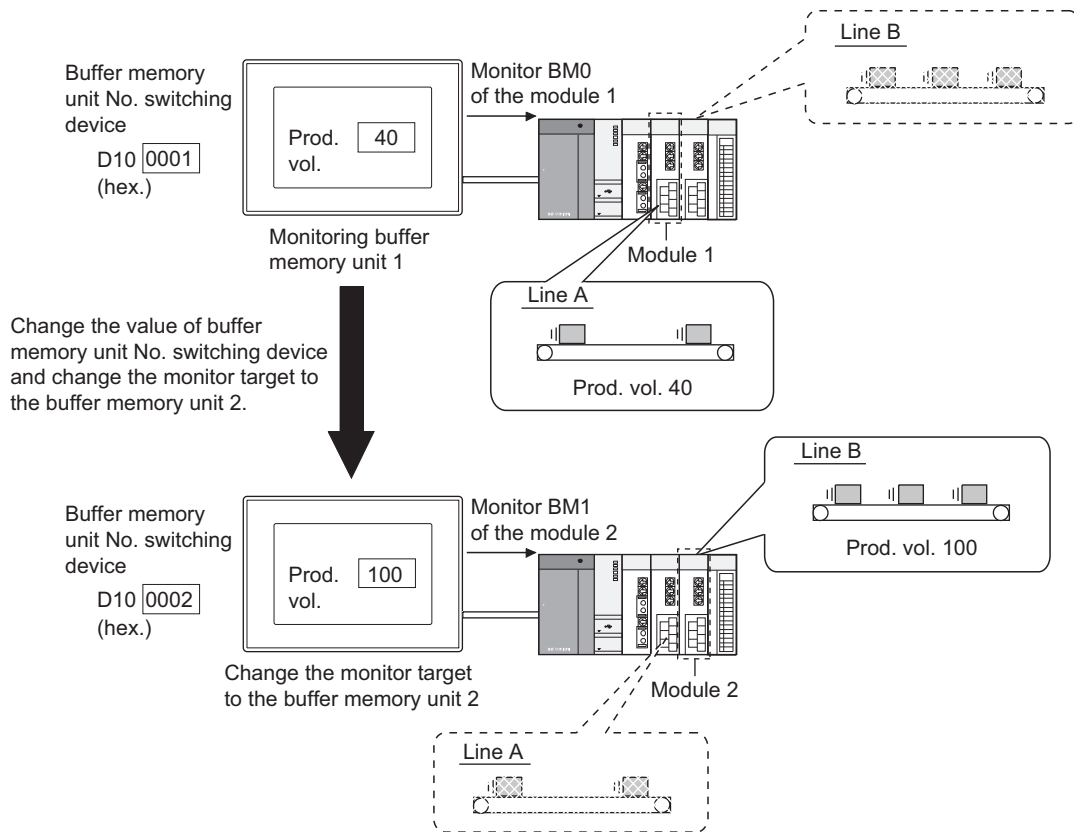 Line B
Buffer memory
unit No. switching
device
D10 0001
(hex.)
Prod.
vol.
40
Monitor BM0
of the module 1
Monitoring buffer
memory unit 1
Module 1
Line A
Prod. vol. 40
Change the value of buffer
memory unit No. switching device
and change the monitor target to
the buffer memory unit 2.
Line B
Prod. vol. 100
Buffer memory
unit No. switching
device
D10 0002
(hex.)
Prod.
vol.
100
Monitor BM1
of the module 2
Change the monitor target
to the buffer memory unit 2
Module 2
Line A